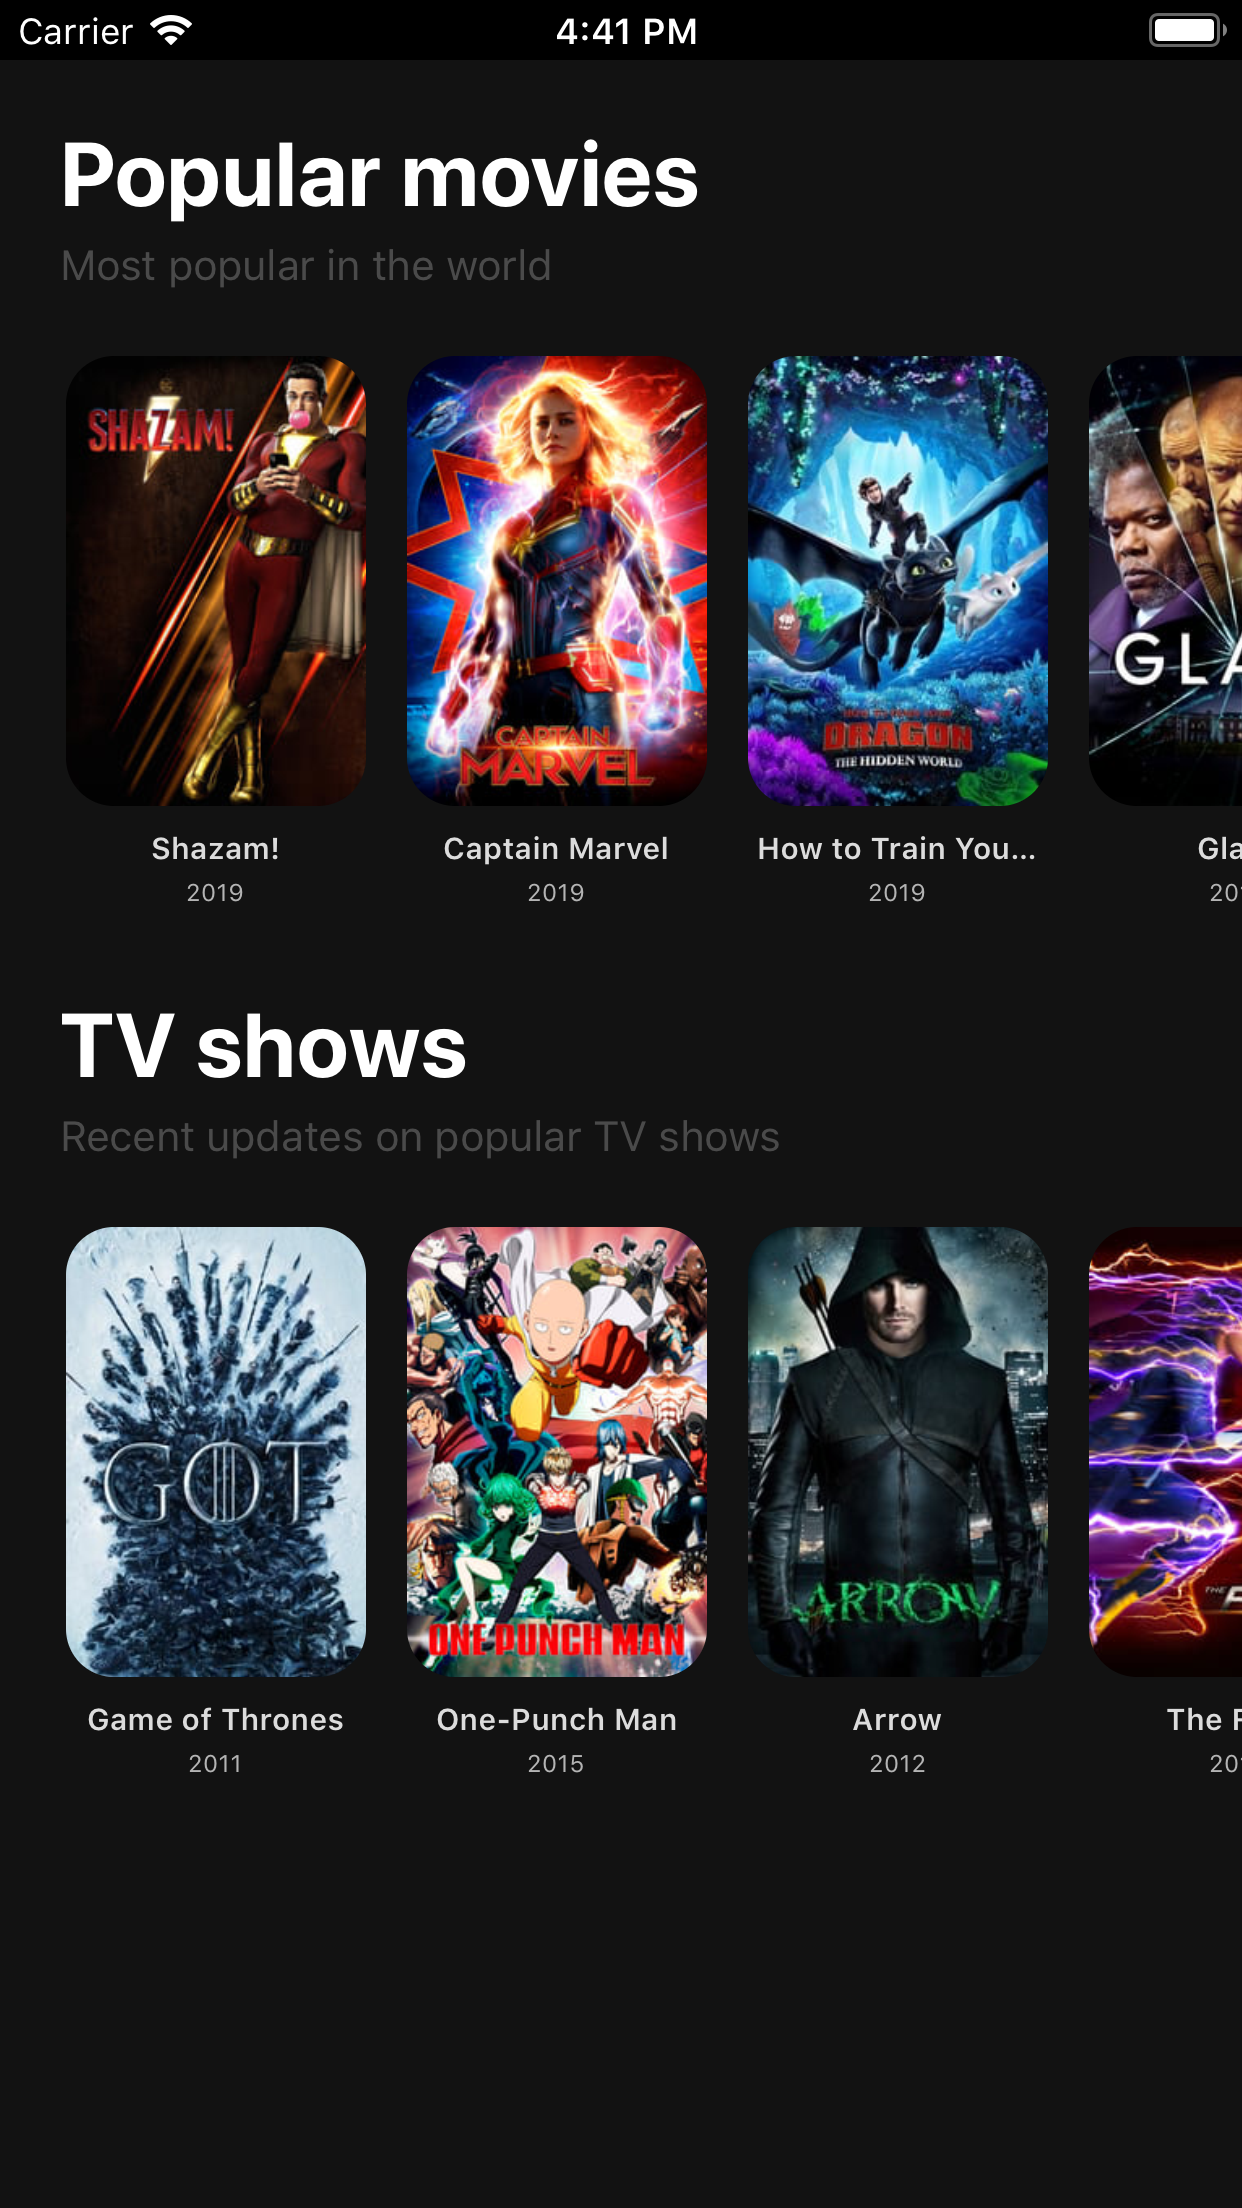 Carrier
4:41 PM
Popular movies
Most popular in the world
SHAZAM!
CAPTAIN
MARVEL
DRAGON
THE HIDDEN WORLD
GLA
Shazam!
Captain Marvel
How to Train You...
Gla
2019
2019
2019
20
TV shows
Recent updates on popular TV shows
GOT
ONE PUNCH MAN
ARROW
THE
Game of Thrones
One-Punch Man
Arrow
The F
2011
2015
2012
20